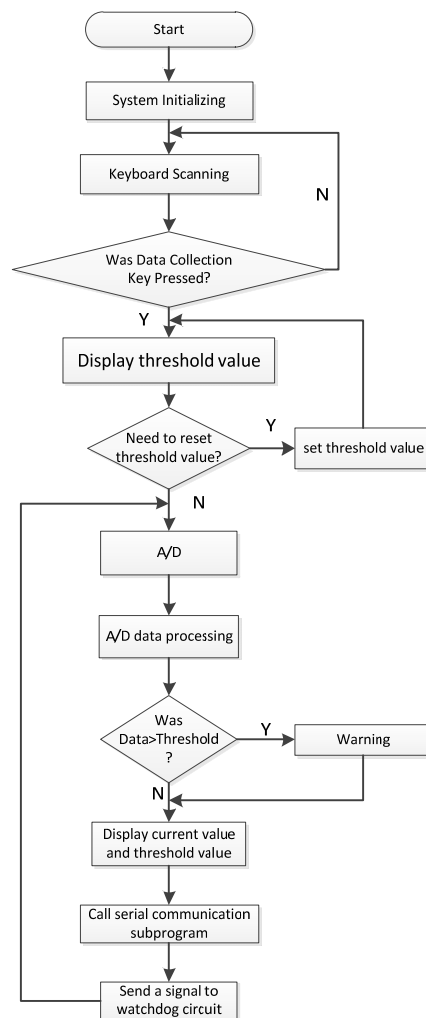 Start
System Initializing
Keyboard Scanning
N
Was Data Collection
Key Pressed?
Y
Display threshold value
Need to reset
threshold value?
Y
set threshold value
N
A/D
A/D data processing
Was
Data>Threshold
?
Y
Warning
N
Display current value
and threshold value
Call serial communication
subprogram
Send a signal to
watchdog circuit